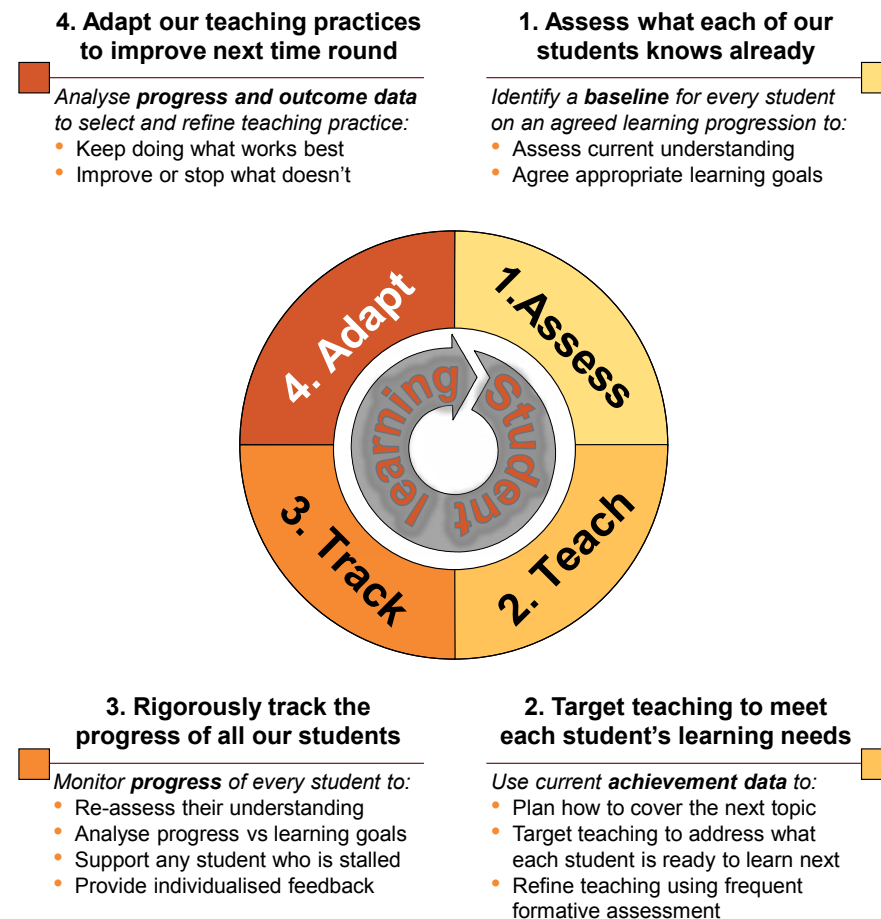 4. Adapt our teaching practices
to improve next time round
Analyse progress and outcome data
to select and refine teaching practice:
• Keep doing what works best
• Improve or stop what doesn't
1. Assess what each of our
students knows already
Identify a baseline for every student
on an agreed learning progression to:
• Assess current understanding
• Agree appropriate learning goals
4. Adapt
1.Assess
Student
learning
3. Track
2. Teach
3. Rigorously track the
progress of all our students
Monitor progress of every student to:
• Re-assess their understanding
• Analyse progress vs learning goals
• Support any student who is stalled
• Provide individualised feedback
2. Target teaching to meet
each student's learning needs
Use current achievement data to:
• Plan how to cover the next topic
• Target teaching to address what
each student is ready to learn next
• Refine teaching using frequent
formative assessment